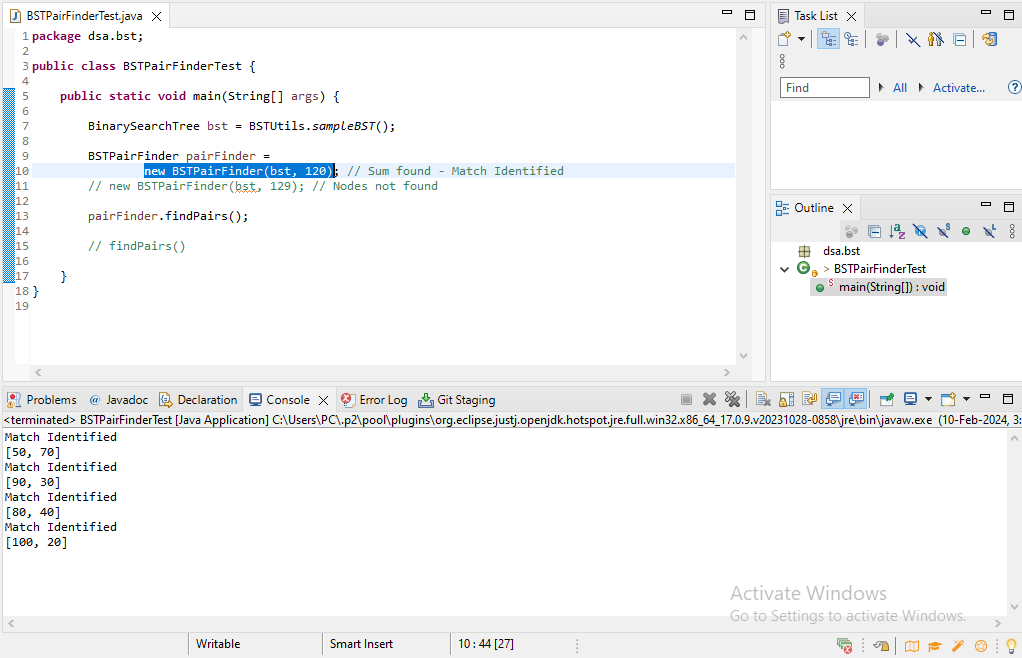 BSTPairFinderTest.java
1 package dsa.bst;
2
3 public class BSTPairFinderTest {
4
5 public static void main(String[] args) {
6
7 BinarySearchTree bst = BSTUtils.sampleBST();
8
9 BSTPairFinder pairFinder =
10 new BSTPairFinder(bst, 120); // Sum found - Match Identified
11 // new BSTPairFinder(bst, 129); // Nodes not found
12
13 pairFinder.findPairs();
14
15 // findPairs()
16
17 }
18 }
19
Task List
Find All Activate...
Outline
dsa.bst
> BSTPairFinderTest
main(String[]) : void
Problems @ Javadoc Declaration Console Error Log Git Staging
<terminated> BSTPairFinderTest [Java Application] C:\Users\PC\.p2\pool\plugins\org.eclipse.justj.openjdk.hotspot.jre.full.win32.x86_64_17.0.9.v20231028-0858\jre\bin\javaw.exe (10-Feb-2024, 3:
Match Identified
[50, 70]
Match Identified
[90, 30]
Match Identified
[80, 40]
Match Identified
[100, 20]
Activate Windows
Go to Settings to activate Windows.
Writable Smart Insert 10 : 44 [27]